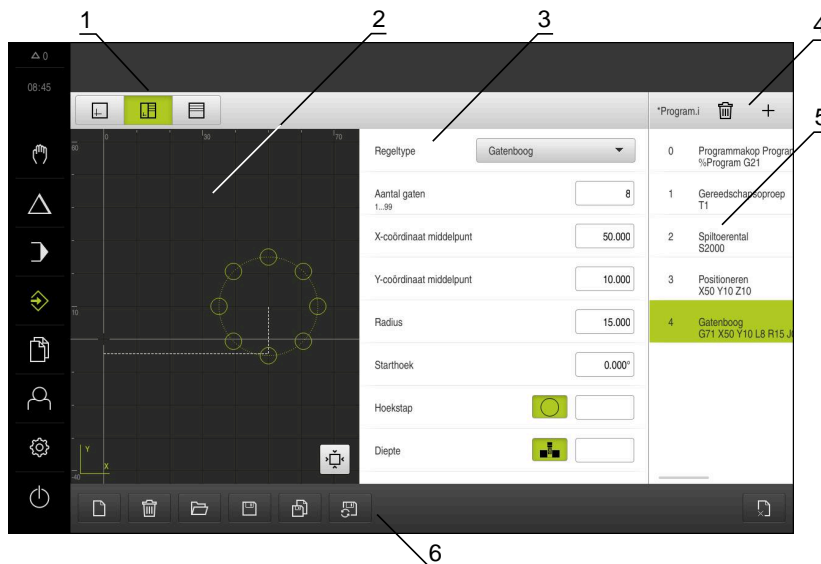 1
2
3
4
5
0
08:45
*Program.i
0
30
70
60
10
-40
Y
X
Regeltype
Gatenboog
Aantal gaten
8
1...99
X-coördinaat middelpunt
50.000
Y-coördinaat middelpunt
10.000
Radius
15.000
Starthoek
0.000°
Hoekstap
Diepte
0 Programmakop Program
%Program G21
1 Gereedschapsoproep
T1
2 Spiltoerental
S2000
3 Positioneren
X50 Y10 Z10
4 Gatenboog
G71 X50 Y10 L8 R15
6